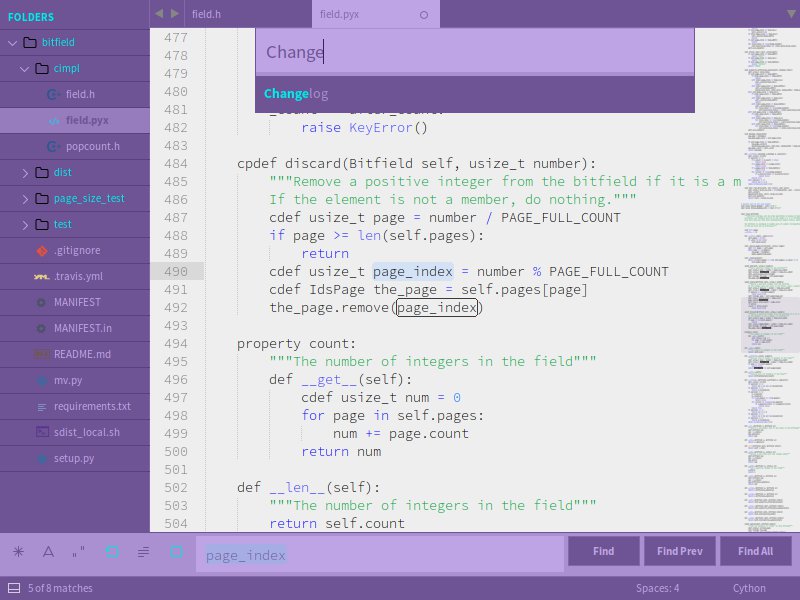 FOLDERS
bitfield
cimpl
field.h
field.pyx
popcount.h
dist
page_size_test
test
.gitignore
.travis.yml
MANIFEST
MANIFEST.in
README.md
mv.py
requirements.txt
sdist_local.sh
setup.py
field.h
field.pyx
Change
Changelog
477
478
479
480
481
482 raise KeyError()
483
484 cpdef discard(Bitfield self, usize_t number):
485 """Remove a positive integer from the bitfield if it is a m
486 If the element is not a member, do nothing."""
487 cdef usize_t page = number / PAGE_FULL_COUNT
488 if page >= len(self.pages):
489 return
490 cdef usize_t page_index = number % PAGE_FULL_COUNT
491 cdef IdsPage the_page = self.pages[page]
492 the_page.remove(page_index)
493
494 property count:
495 """The number of integers in the field"""
496 def __get__(self):
497 cdef usize_t num = 0
498 for page in self.pages:
499 num += page.count
500 return num
501
502 def __len__(self):
503 """The number of integers in the field"""
504 return self.count
page_index
Find
Find Prev
Find All
5 of 8 matches
Spaces: 4
Cython